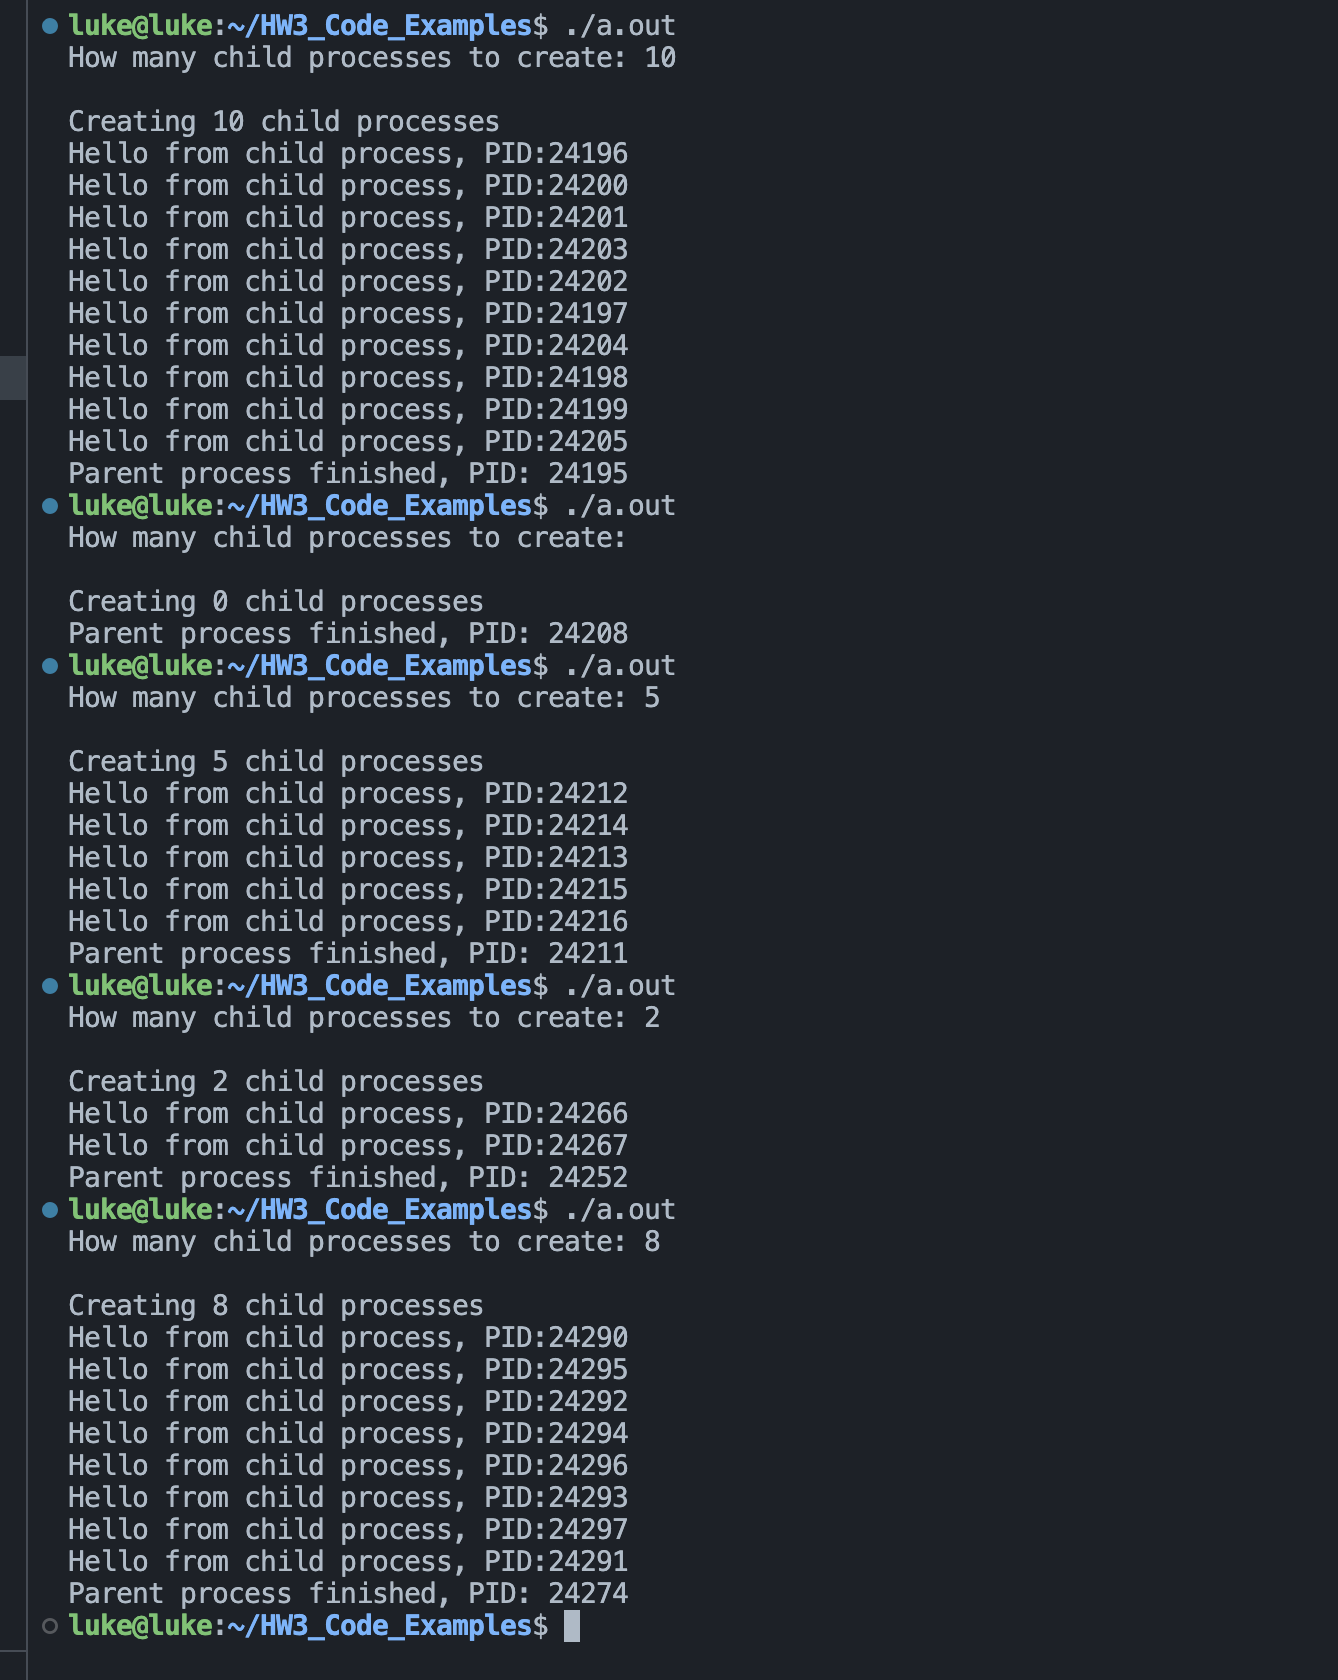 luke@luke:~/HW3_Code_Examples$ ./a.out
How many child processes to create: 10
Creating 10 child processes
Hello from child process, PID:24196
Hello from child process, PID:24200
Hello from child process, PID:24201
Hello from child process, PID:24203
Hello from child process, PID:24202
Hello from child process, PID:24197
Hello from child process, PID:24204
Hello from child process, PID:24198
Hello from child process, PID:24199
Hello from child process, PID:24205
Parent process finished, PID: 24195
luke@luke:~/HW3_Code_Examples$ ./a.out
How many child processes to create:
Creating 0 child processes
Parent process finished, PID: 24208
luke@luke:~/HW3_Code_Examples$ ./a.out
How many child processes to create: 5
Creating 5 child processes
Hello from child process, PID:24212
Hello from child process, PID:24214
Hello from child process, PID:24213
Hello from child process, PID:24215
Hello from child process, PID:24216
Parent process finished, PID: 24211
luke@luke:~/HW3_Code_Examples$ ./a.out
How many child processes to create: 2
Creating 2 child processes
Hello from child process, PID:24266
Hello from child process, PID:24267
Parent process finished, PID: 24252
luke@luke:~/HW3_Code_Examples$ ./a.out
How many child processes to create: 8
Creating 8 child processes
Hello from child process, PID:24290
Hello from child process, PID:24295
Hello from child process, PID:24292
Hello from child process, PID:24294
Hello from child process, PID:24296
Hello from child process, PID:24293
Hello from child process, PID:24297
Hello from child process, PID:24291
Parent process finished, PID: 24274
luke@luke:~/HW3_Code_Examples$